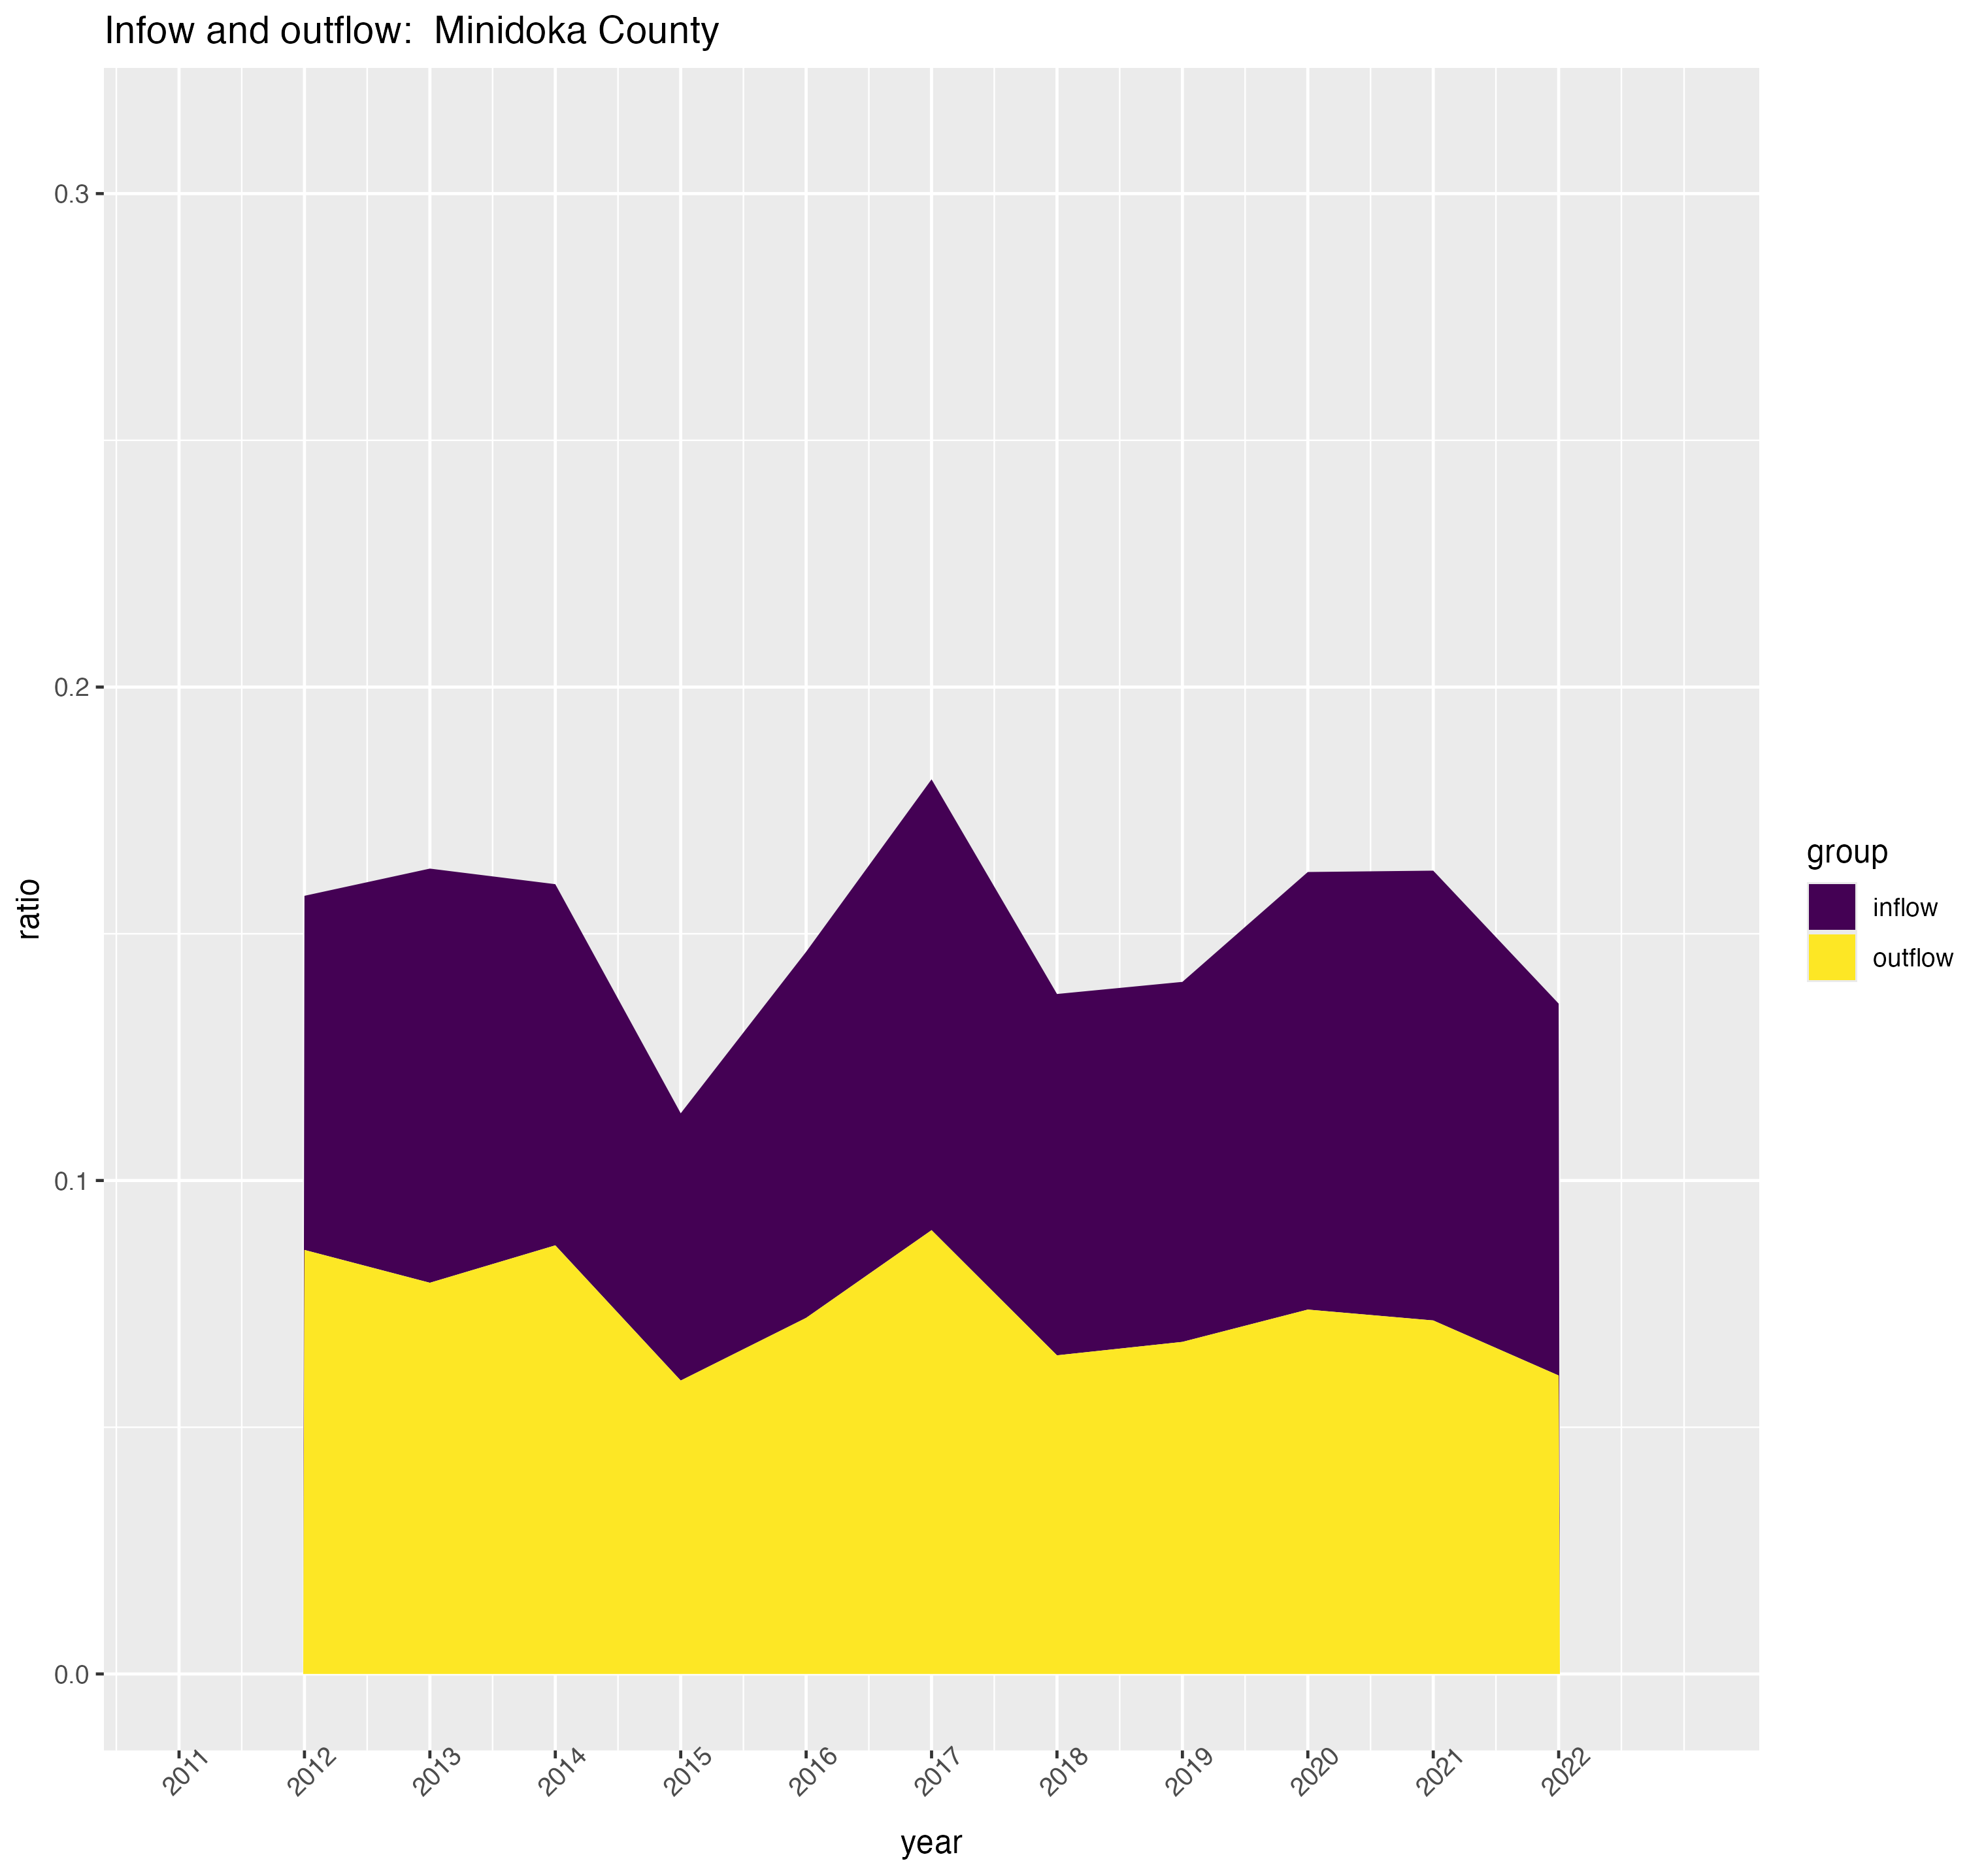 Infow and outflow:  Minidoka County
ratio
0.3
0.2
0.1
0.0
2011
2012
2013
2014
2015
2016
2017
2018
2019
2020
2021
2022
year
group
inflow
outflow